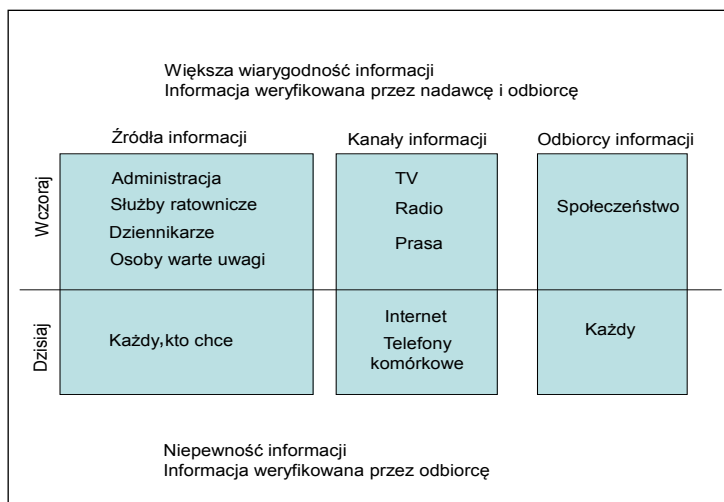 Większa wiarygodność informacji
Informacja weryfikowana przez nadawcę i odbiorcę
Źródła informacji
Kanały informacji
Odbiorcy informacji
Wczoraj
Administracja
Służby ratownicze
Dziennikarze
Osoby warte uwagi
TV
Radio
Prasa
Społeczeństwo
Dzisiaj
Każdy,kto chce
Internet
Telefony
komórkowe
Każdy
Niepewność informacji
Informacja weryfikowana przez odbiorcę